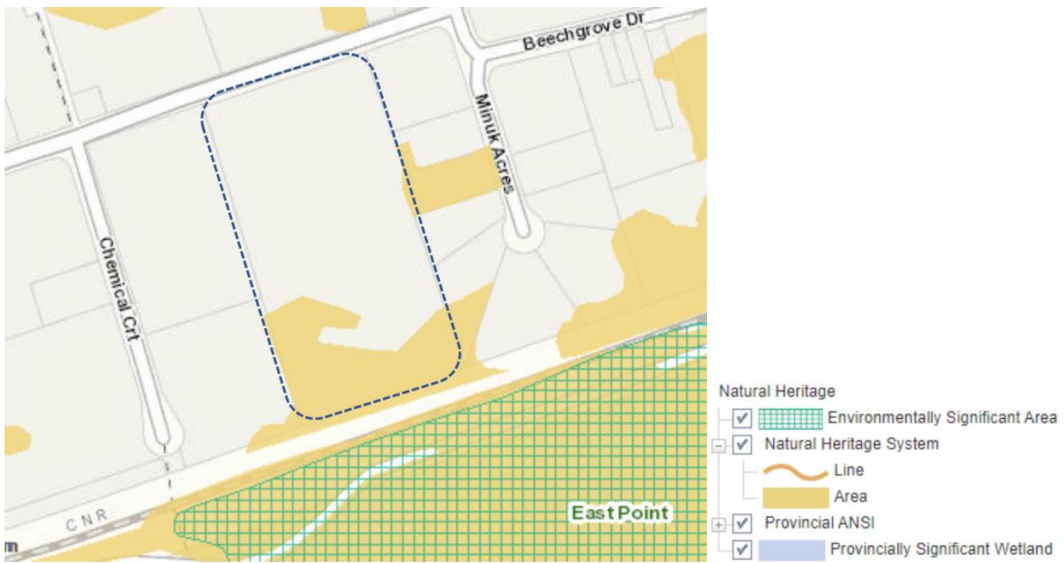 Beechgrove Dr
Minuk Acres
Chemical Crt
CNR
East Point
m
Natural Heritage
Environmentally Significant Area
Natural Heritage System
Line
Area
Provincial ANSI
Provincially Significant Wetland